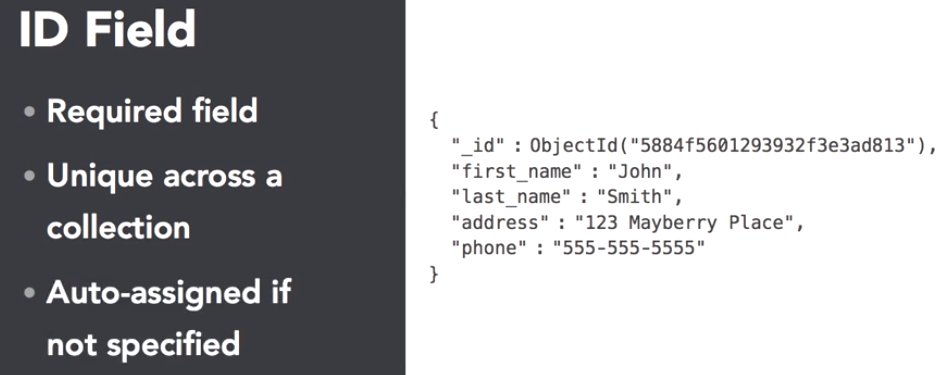 ID Field
• Required field
• Unique across a
collection
• Auto-assigned if
not specified
{
"_id" : ObjectId("5884f5601293932f3e3ad813"),
"first_name" : "John",
"last_name" : "Smith",
"address" : "123 Mayberry Place",
"phone" : "555-555-5555"
}